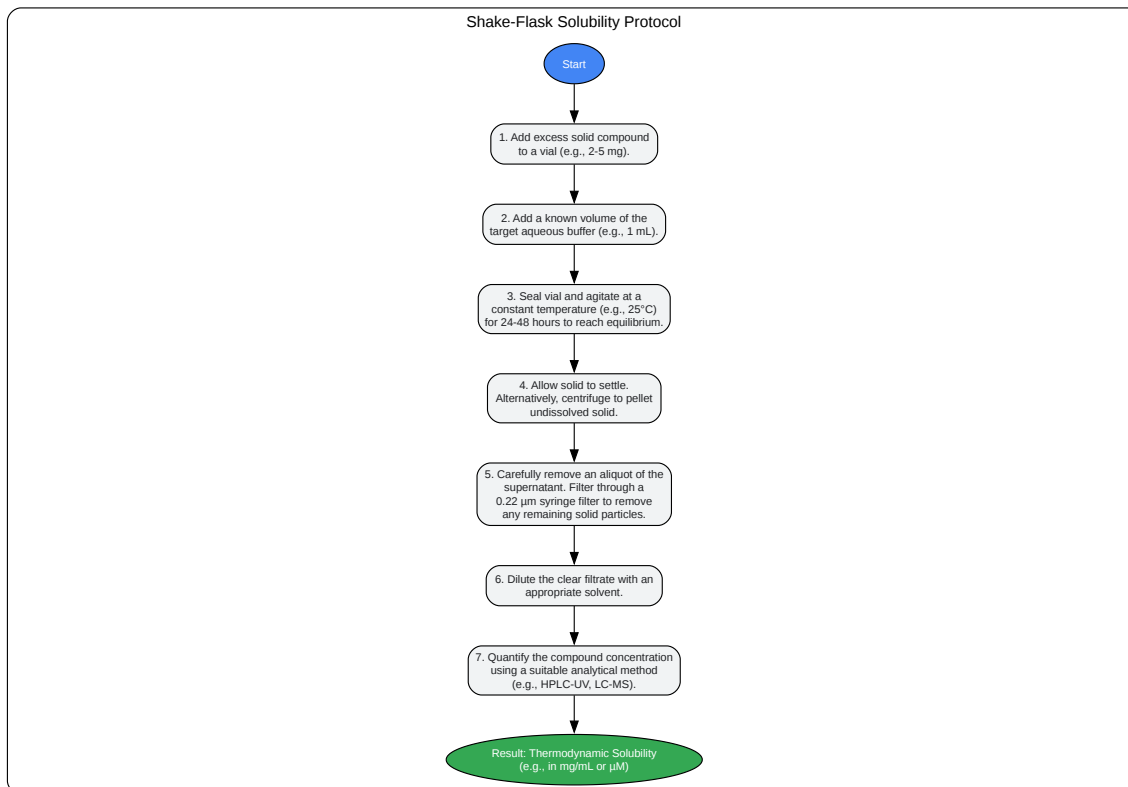 Shake-Flask Solubility Protocol
Start
1. Add excess solid compound
to a vial (e.g., 2-5 mg).
2. Add a known volume of the
target aqueous buffer (e.g., 1 mL).
3. Seal vial and agitate at a
constant temperature (e.g., 25°C)
for 24-48 hours to reach equilibrium.
4. Allow solid to settle.
Alternatively, centrifuge to pellet
undissolved solid.
5. Carefully remove an aliquot of the
supernatant. Filter through a
0.22 µm syringe filter to remove
any remaining solid particles.
6. Dilute the clear filtrate with an
appropriate solvent.
7. Quantify the compound concentration
using a suitable analytical method
(e.g., HPLC-UV, LC-MS).
Result: Thermodynamic Solubility
(e.g., in mg/mL or µM)